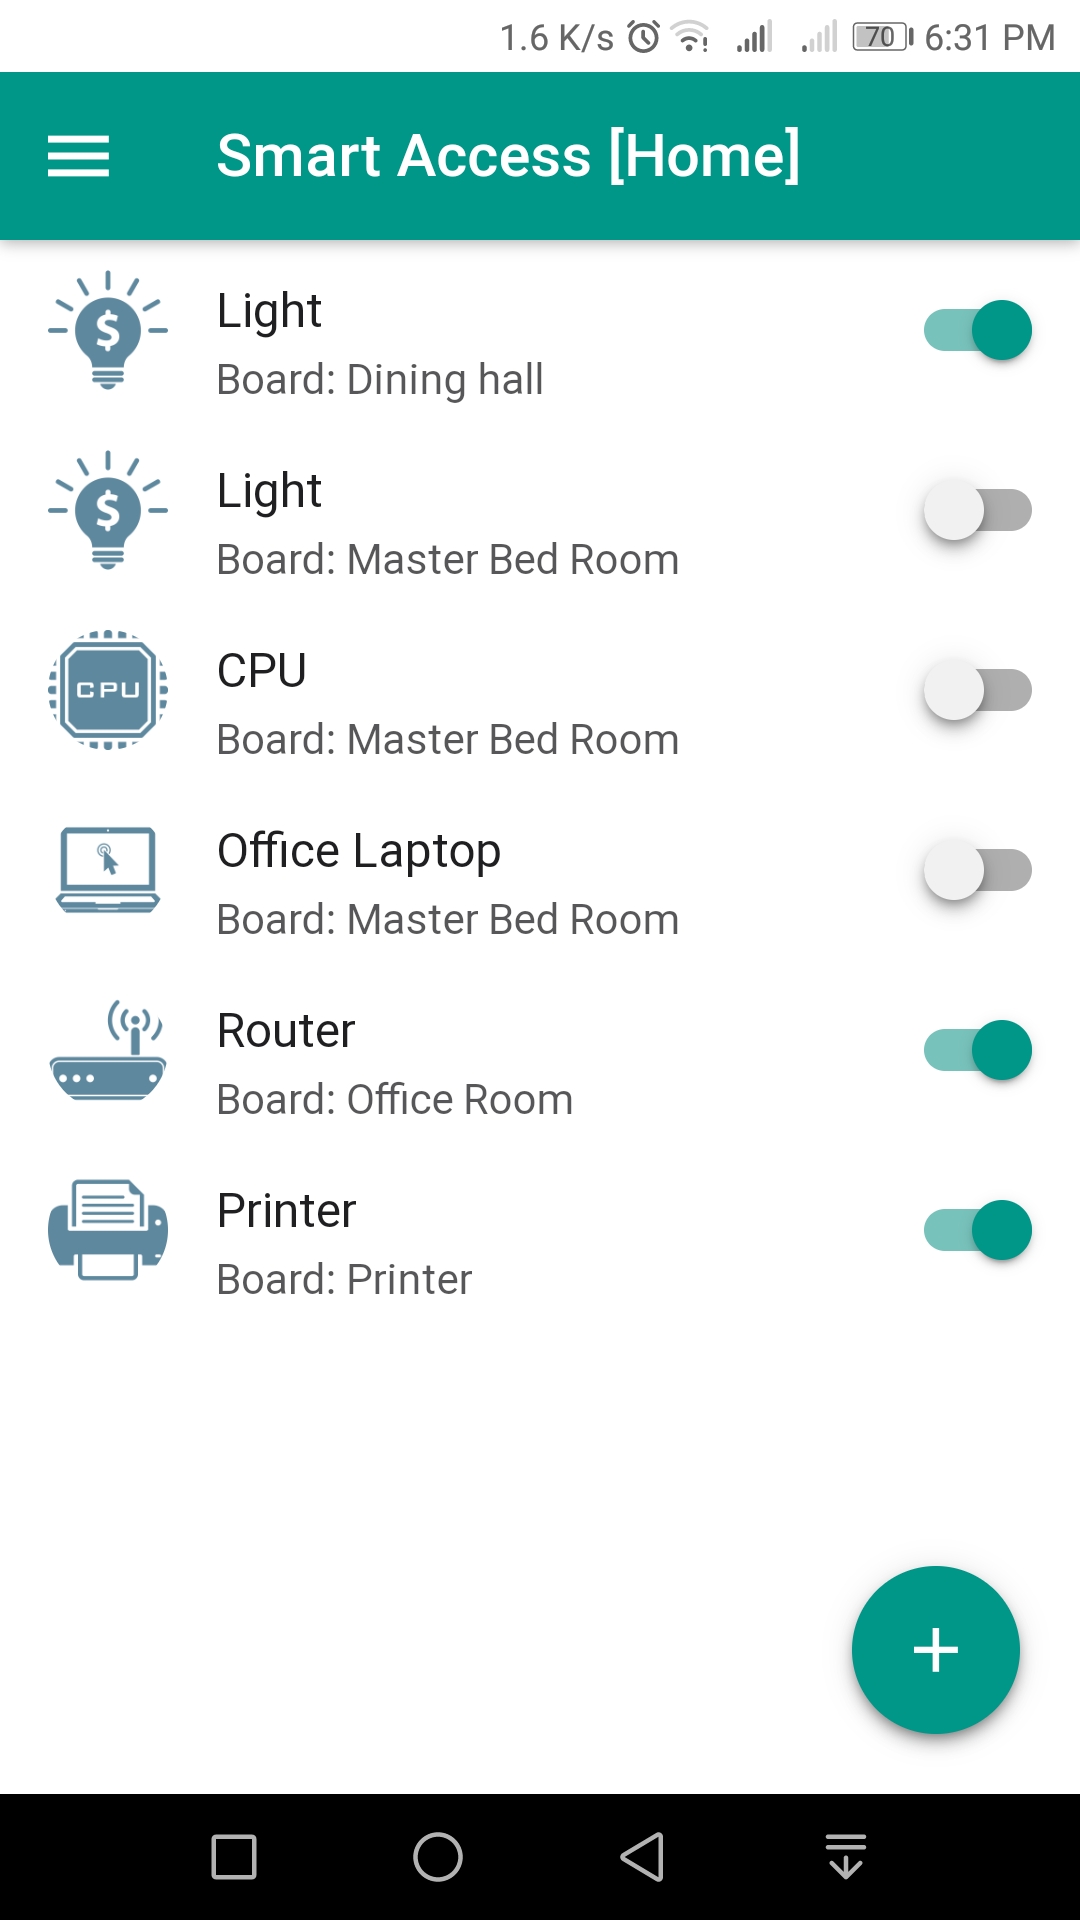 1.6 K/s 70 6:31 PM
Smart Access [Home]
$
Light
Board: Dining hall
$
Light
Board: Master Bed Room
CPU
CPU
Board: Master Bed Room
Office Laptop
Board: Master Bed Room
Router
Board: Office Room
Printer
Board: Printer